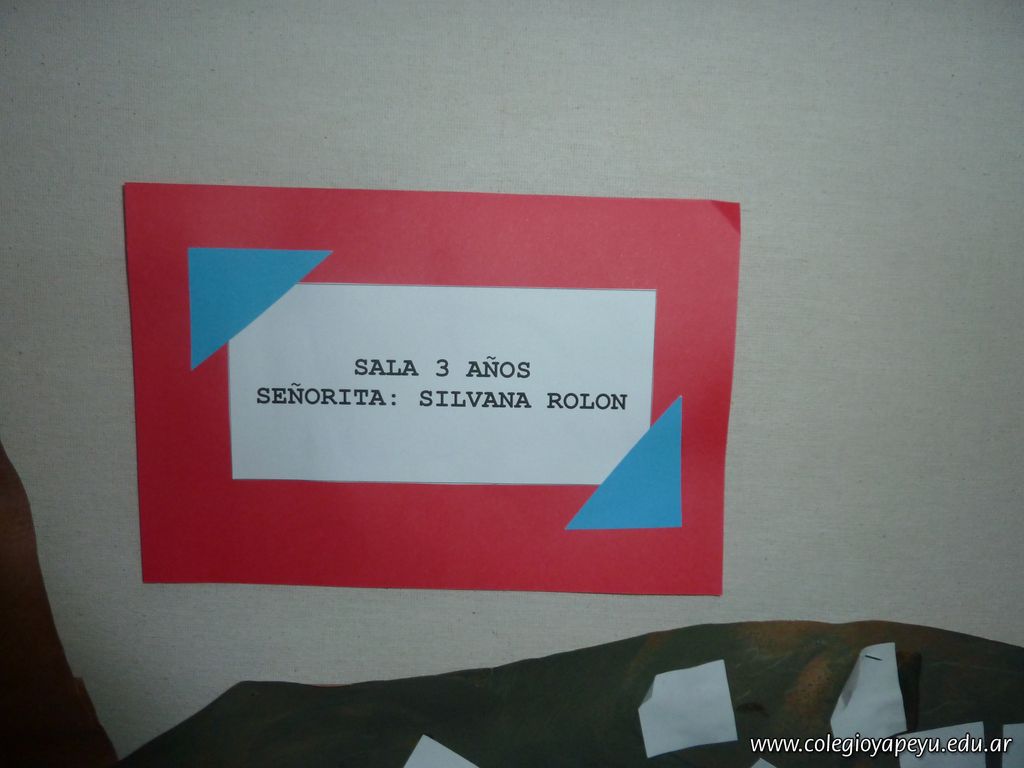 SALA 3 AÑOS
SEÑORITA: SILVANA ROLON
www.colegioyapeyu.edu.ar